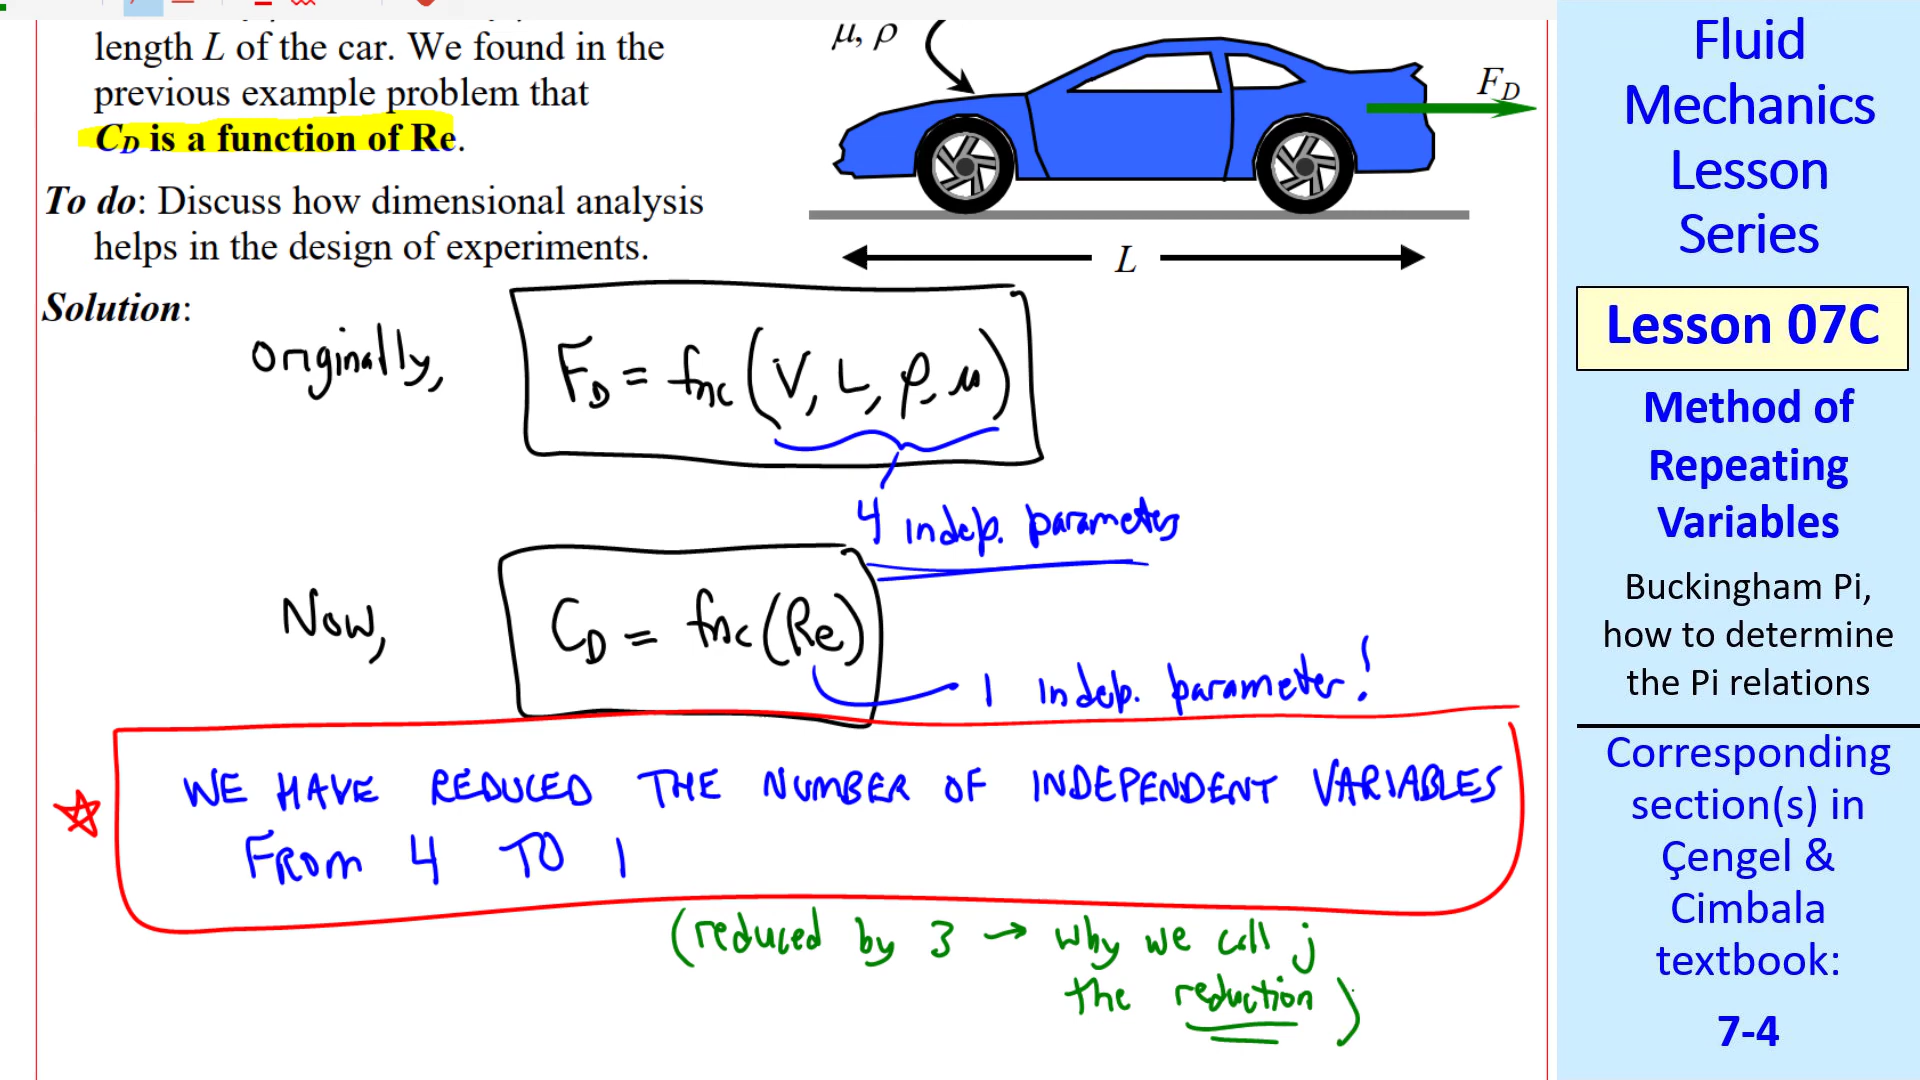 length L of the car. We found in the
previous example problem that
C_D is a function of Re.
To do: Discuss how dimensional analysis
helps in the design of experiments.
Solution:
μ, ρ
F_D
L
originally,
F_D = fnc (V, L, ρ, μ)
4 indep. parameters
Now,
C_D = fnc (Re)
1 indep. parameter!
WE HAVE REDUCED THE NUMBER OF INDEPENDENT VARIABLES
FROM 4 TO 1
(reduced by 3 → why we call j
the reduction)
Fluid
Mechanics
Lesson
Series
Lesson 07C
Method of
Repeating
Variables
Buckingham Pi,
how to determine
the Pi relations
Corresponding
section(s) in
Çengel &
Cimbala
textbook:
7-4